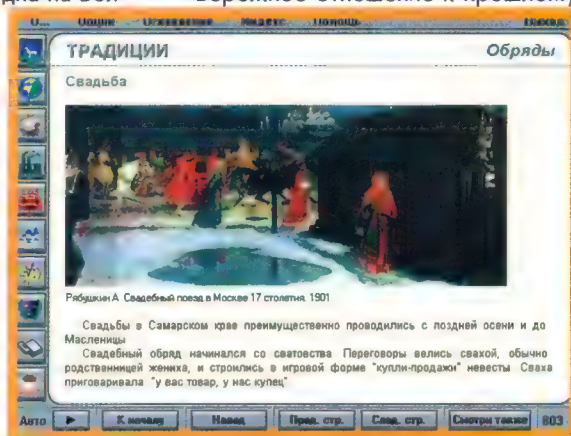 бережное отношение к прошлому
Опции Оглавление Индекс Помощь Выход
ТРАДИЦИИ Обряды
Свадьба
Рябушкин А. Свадебный поезд в Москве 17 столетия. 1901
Свадьбы в Самарском крае преимущественно проводились с поздней осени и до
Масленицы
Свадебный обряд начинался со сватовства Переговоры велись свахой, обычно
родственницей жениха, и строились в игровой форме "купли-продажи" невесты Сваха
приговаривала "у вас товар, у нас купец"
Авто К началу Назад Пред. стр. След. стр. Смотри также 803